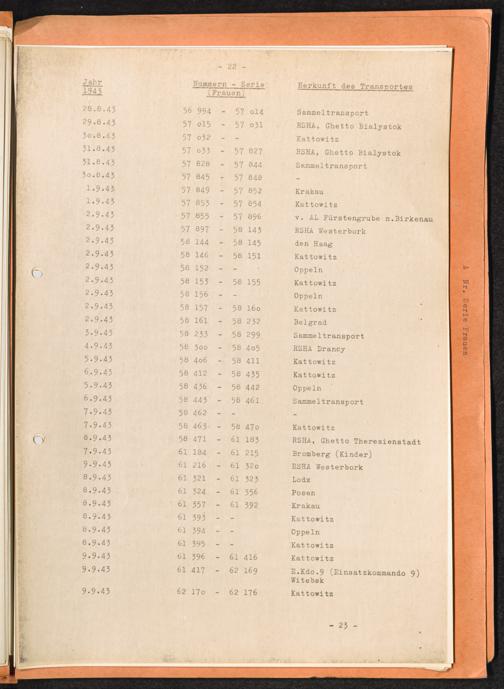 - 22 -
Jahr Nummern - Serie Herkunft des Transportes
1943 (Frauen)
28.8.43 56 994 - 57 o14 Sammeltransport
29.8.43 57 o15 - 57 o31 RSHA, Ghetto Bialystok
3o.8.43 57 o32 - - Kattowitz
31.8.43 57 o33 - 57 827 RSHA, Ghetto Bialystok
31.8.43 57 828 - 57 844 Sammeltransport
3o.8.43 57 845 - 57 848 -
1.9.43 57 849 - 57 852 Krakau
1.9.43 57 853 - 57 854 Kattowitz
2.9.43 57 855 - 57 896 v. AL Fürstengrube n.Birkenau
2.9.43 57 897 - 58 143 RSHA Westerbork
2.9.43 58 144 - 58 145 den Haag
2.9.43 58 146 - 58 151 Kattowitz
2.9.43 58 152 - - Oppeln
2.9.43 58 153 - 58 155 Kattowitz
2.9.43 58 156 - - Oppeln
2.9.43 58 157 - 58 16o Kattowitz
2.9.43 58 161 - 58 232 Belgrad
3.9.43 58 233 - 58 299 Sammeltransport
4.9.43 58 3oo - 58 4o5 RSHA Drancy
5.9.43 58 4o6 - 58 411 Kattowitz
6.9.43 58 412 - 58 435 Kattowitz
5.9.43 58 436 - 58 442 Oppeln
6.9.43 58 443 - 58 461 Sammeltransport
7.9.43 58 462 - - -
7.9.43 58 463 - 58 47o Kattowitz
8.9.43 58 471 - 61 183 RSHA, Ghetto Theresienstadt
7.9.43 61 184 - 61 215 Bromberg (Kinder)
9.9.43 61 216 - 61 32o RSHA Westerbork
8.9.43 61 321 - 61 323 Lodz
8.9.43 61 324 - 61 356 Posen
8.9.43 61 357 - 61 392 Krakau
8.9.43 61 393 - - Kattowitz
8.9.43 61 394 - - Oppeln
8.9.43 61 395 - - Kattowitz
9.9.43 61 396 - 61 416 Kattowitz
9.9.43 61 417 - 62 169 E.Kdo.9 (Einsatzkommando 9)
Witebsk
9.9.43 62 17o - 62 176 Kattowitz
- 23 -
A Nr. Serie Frauen